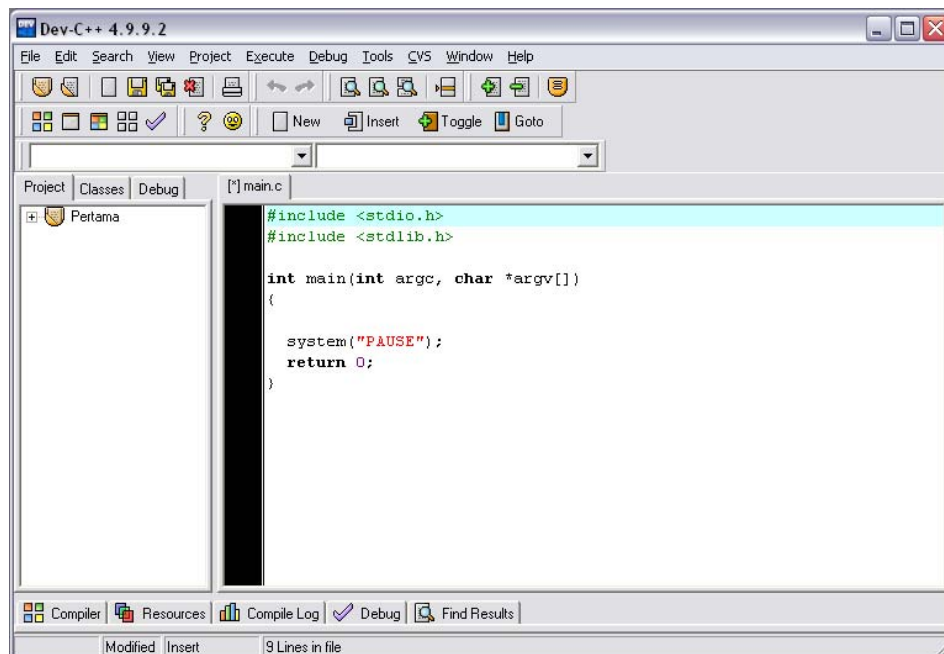 Dev-C++ 4.9.9.2
File Edit Search View Project Execute Debug Tools CVS Window Help
New Insert Toggle Goto
Project Classes Debug [*] main.c
Pertama
#include <stdio.h>
#include <stdlib.h>
int main(int argc, char *argv[])
{
system("PAUSE");
return 0;
}
Compiler Resources Compile Log Debug Find Results
Modified Insert 9 Lines in file